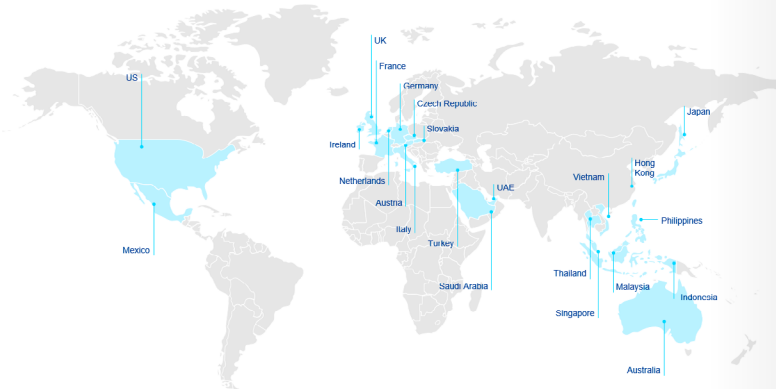 UK
France
US
Germany
Czech Republic
Japan
Slovakia
Ireland
Hong
Kong
Vietnam
Netherlands
UAE
Austria
Philippines
Italy
Turkey
Thailand
Saudi Arabia
Malaysia
Mexico
Indonesia
Singapore
Australia